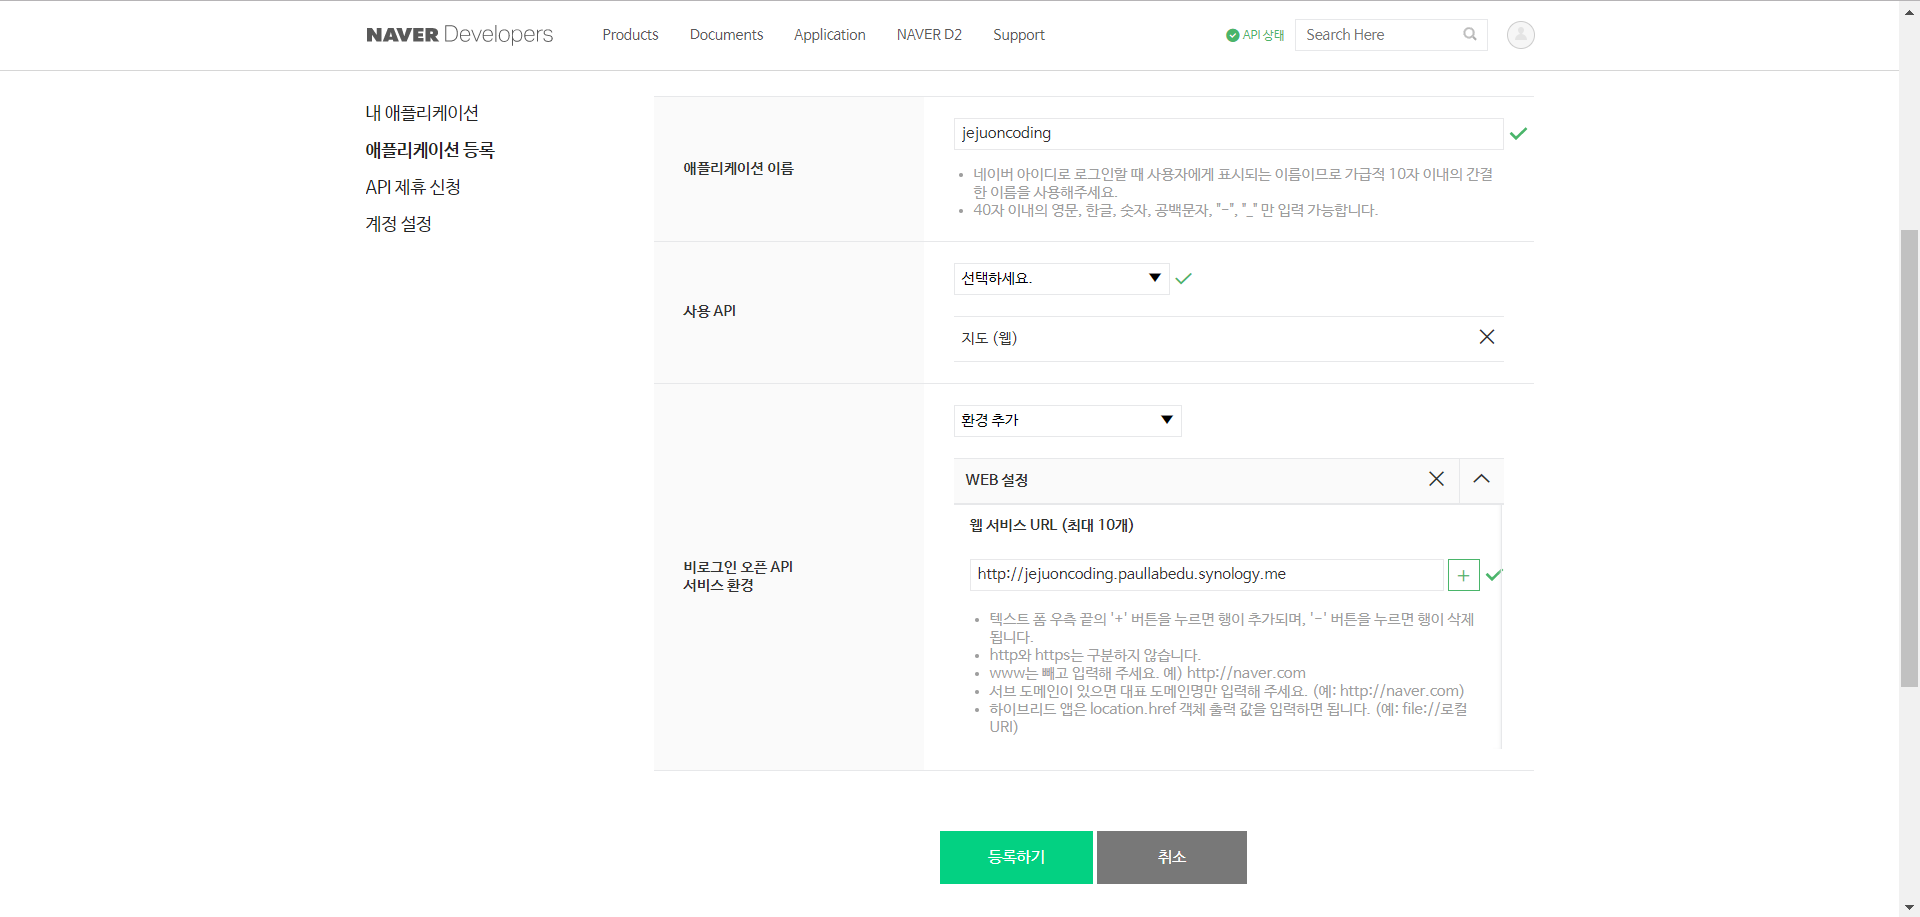 NAVER Developers
Products
Documents
Application
NAVER D2
Support
API 상태
Search Here
내 애플리케이션
애플리케이션 등록
API 제휴 신청
계정 설정
애플리케이션 이름
jejuoncoding
네이버 아이디로 로그인할 때 사용자에게 표시되는 이름이므로 가급적 10자 이내의 간결
한 이름을 사용해주세요.
40자 이내의 영문, 한글, 숫자, 공백문자, "-", "_" 만 입력 가능합니다.
사용 API
선택하세요.
지도 (웹)
비로그인 오픈 API
서비스 환경
환경 추가
WEB 설정
웹 서비스 URL (최대 10개)
http://jejuoncoding.paullabedu.synology.me
텍스트 폼 우측 끝의 '+' 버튼을 누르면 행이 추가되며, '-' 버튼을 누르면 행이 삭제
됩니다.
http와 https는 구분하지 않습니다.
www는 빼고 입력해 주세요. 예) http://naver.com
서브 도메인이 있으면 대표 도메인명만 입력해 주세요. (예: http://naver.com)
하이브리드 앱은 location.href 객체 출력 값을 입력하면 됩니다. (예: file://로컬
URI)
등록하기
취소